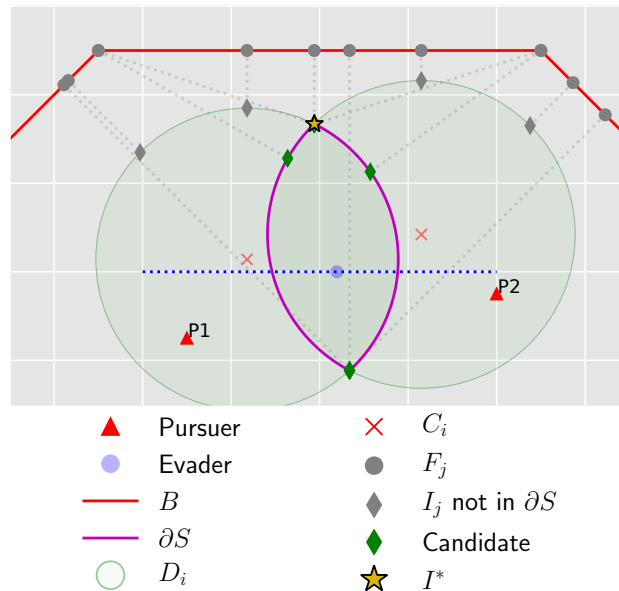 P2
P1
Pursuer
C_i
Evader
F_j
B
I_j not in ∂S
∂S
Candidate
D_i
I*